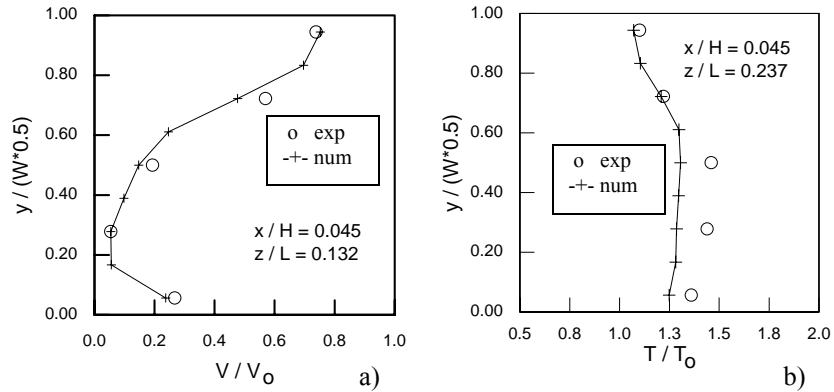 1.00
0.80
0.60
0.40
0.20
0.00
y / (W*0.5)
o exp
-+- num
x / H = 0.045
z / L = 0.132
0.0 0.2 0.4 0.6 0.8 1.0
V / Vo
a)
1.00
0.80
0.60
0.40
0.20
0.00
y / (W*0.5)
x / H = 0.045
z / L = 0.237
o exp
-+- num
0.5 0.8 1.0 1.3 1.5 1.8 2.0
T / To
b)